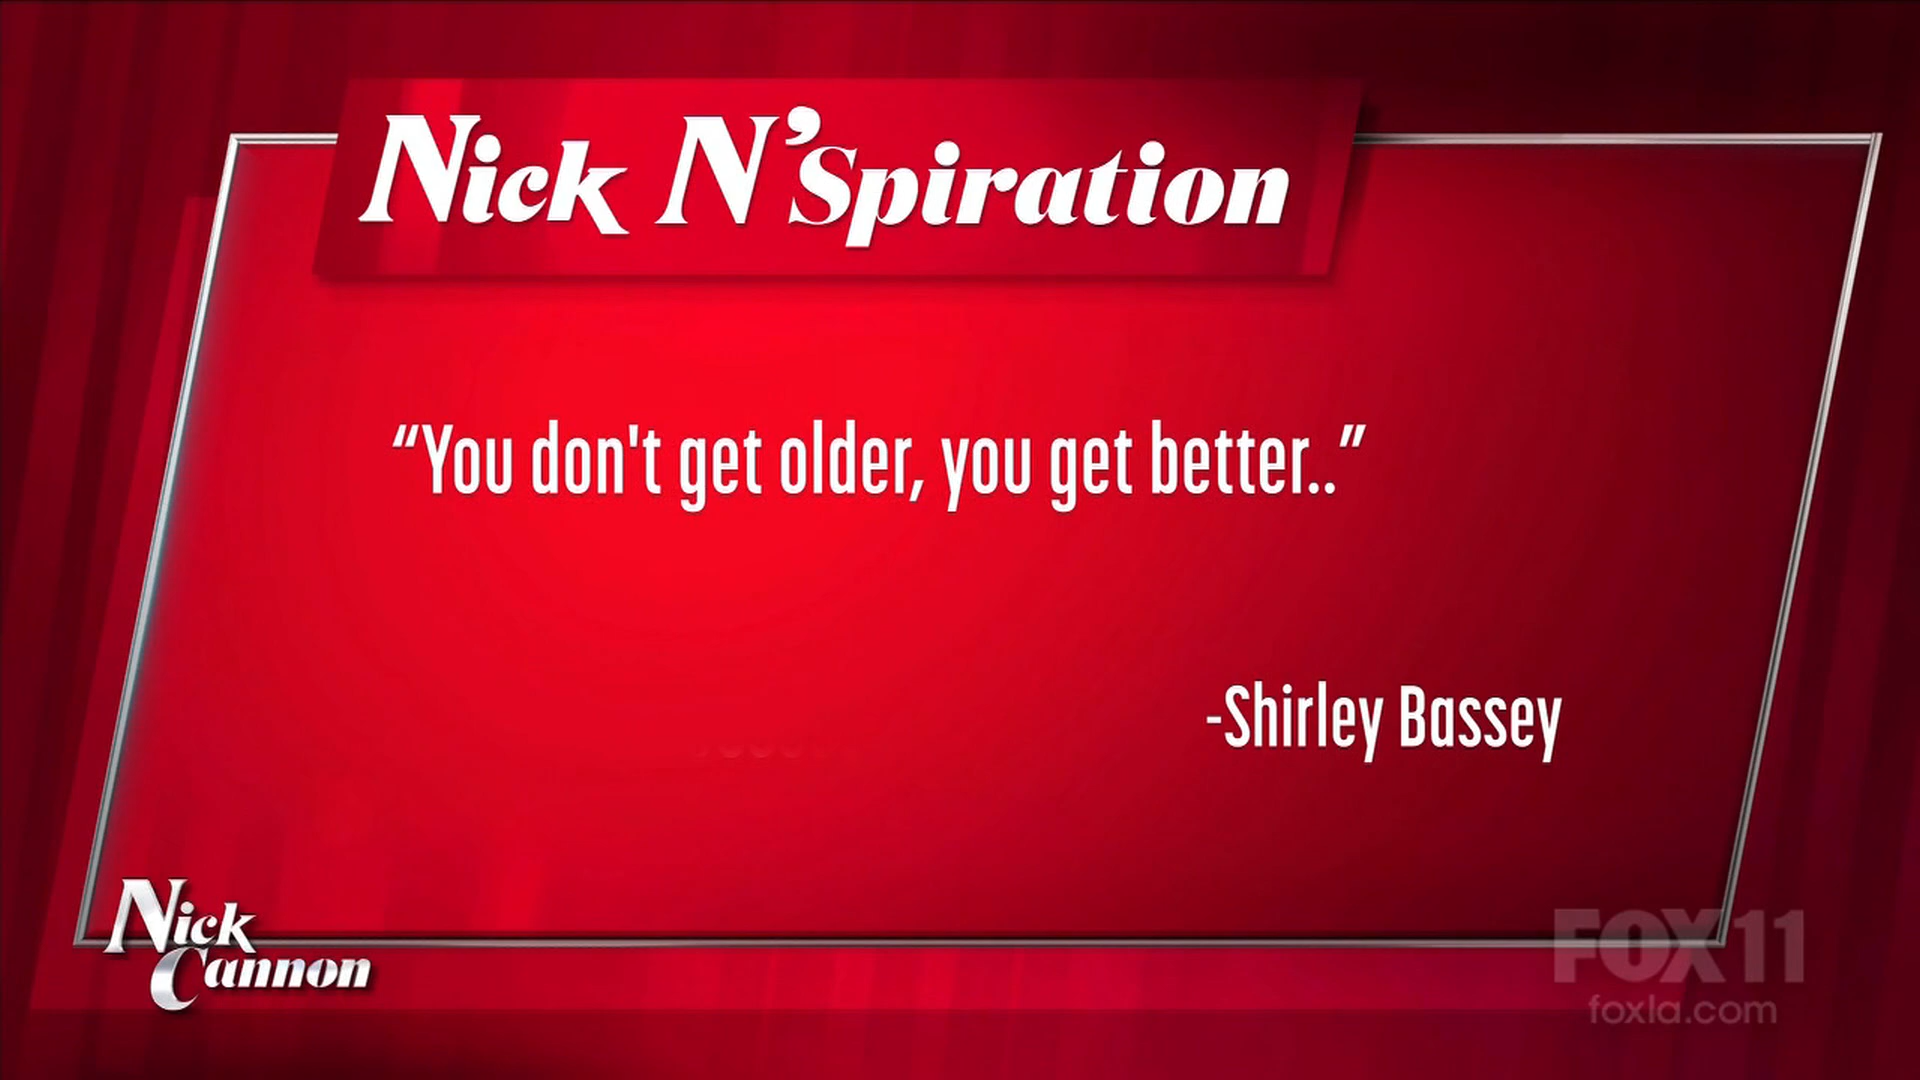 Nick N'Spiration
“You don't get older, you get better..”
-Shirley Bassey
Nick
Cannon
FOX 11
foxla.com